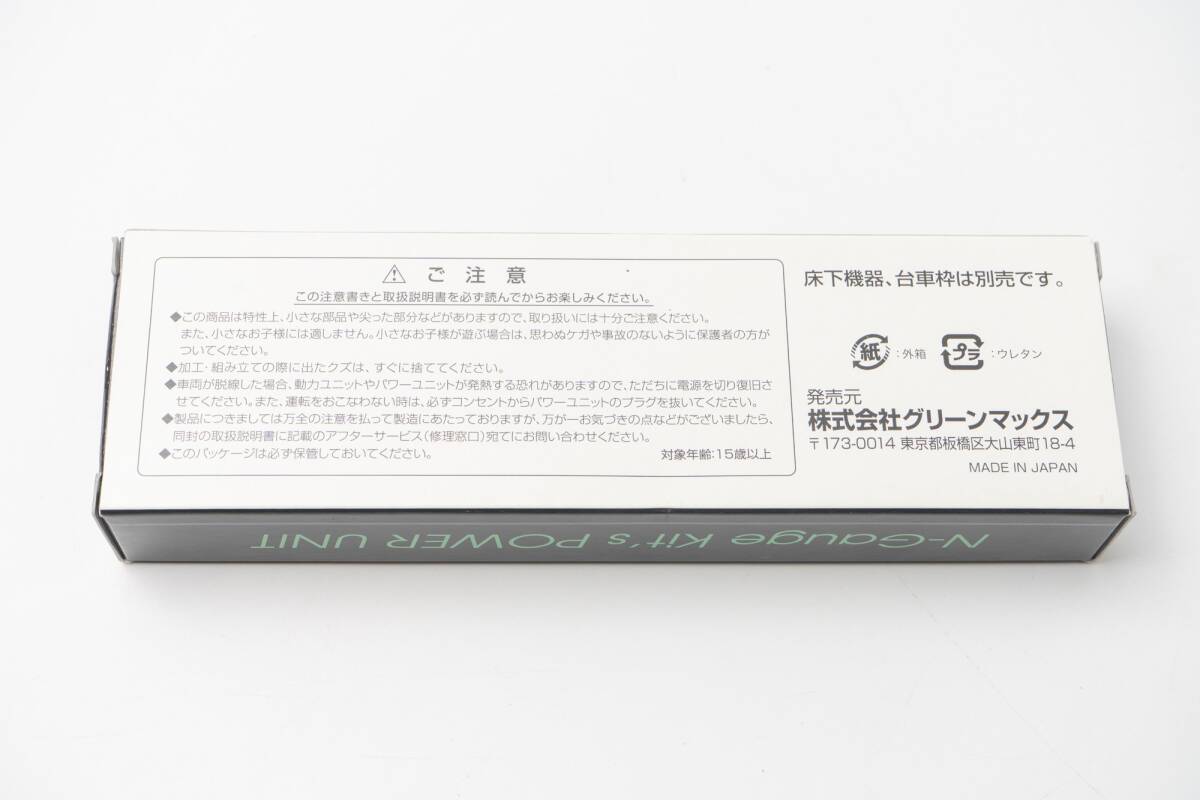 ⚠ ご注意
この注意書きと取扱説明書を必ず読んでからお楽しみください。
◆この商品は特性上、小さな部品や尖った部分などがありますので、取り扱いには十分ご注意ください。
また、小さなお子様には適しません。小さなお子様が遊ぶ場合は、思わぬケガや事故のないように保護者の方が
ついてください。
◆加工・組み立ての際に出たクズは、すぐに捨ててください。
◆車両が脱線した場合、動力ユニットやパワーユニットが発熱する恐れがありますので、ただちに電源を切り復旧さ
せてください。また、運転をおこなわない時は、必ずコンセントからパワーユニットのプラグを抜いてください。
◆製品につきましては万全の注意を払って製造にあたっておりますが、万が一お気づきの点などがございましたら、
同封の取扱説明書に記載のアフターサービス(修理窓口)宛てにお問い合わせください。
◆このパッケージは必ず保管しておいてください。
対象年齢:15歳以上
床下機器、台車枠は別売です。
紙:外箱 プラ:ウレタン
発売元
株式会社グリーンマックス
〒173-0014 東京都板橋区大山東町18-4
MADE IN JAPAN
N-Gauge Kit's POWER UNIT